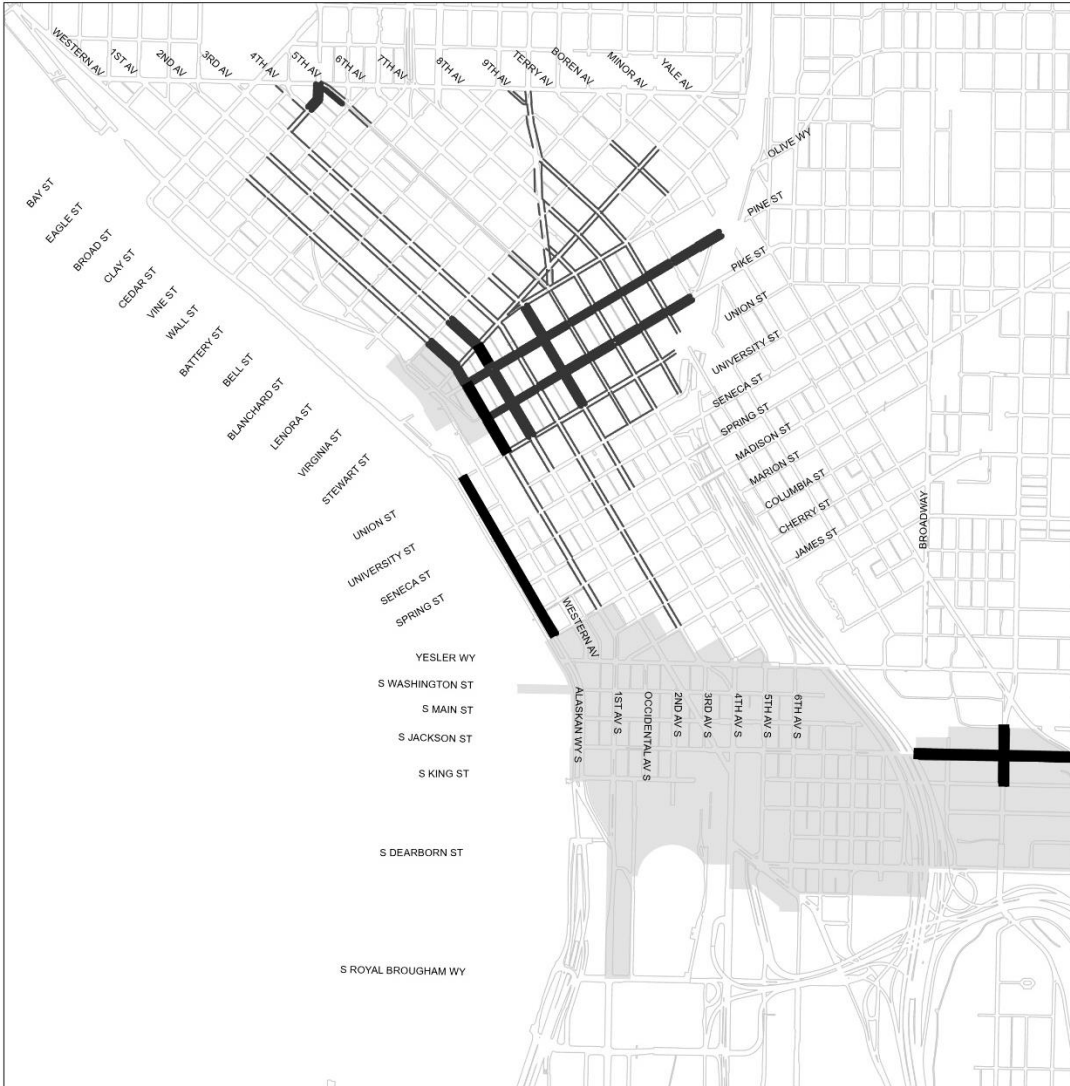 WESTERN AV
1ST AV
2ND AV
3RD AV
4TH AV
5TH AV
6TH AV
7TH AV
8TH AV
9TH AV
TERRY AV
BOREN AV
MINOR AV
YALE AV
OLIVE WY
PINE ST
PIKE ST
UNION ST
UNIVERSITY ST
SENECA ST
SPRING ST
MADISON ST
MARION ST
COLUMBIA ST
CHERRY ST
JAMES ST
BROADWAY
BAY ST
EAGLE ST
BROAD ST
CLAY ST
CEDAR ST
VINE ST
WALL ST
BATTERY ST
BELL ST
BLANCHARD ST
LENORA ST
VIRGINIA ST
STEWART ST
UNION ST
UNIVERSITY ST
SENECA ST
SPRING ST
WESTERN AV
YESLER WY
S WASHINGTON ST
S MAIN ST
S JACKSON ST
S KING ST
S DEARBORN ST
S ROYAL BROUGHAM WY
ALASKAN WY S
1ST AV S
OCCIDENTAL AV S
2ND AV S
3RD AV S
4TH AV S
5TH AV S
6TH AV S